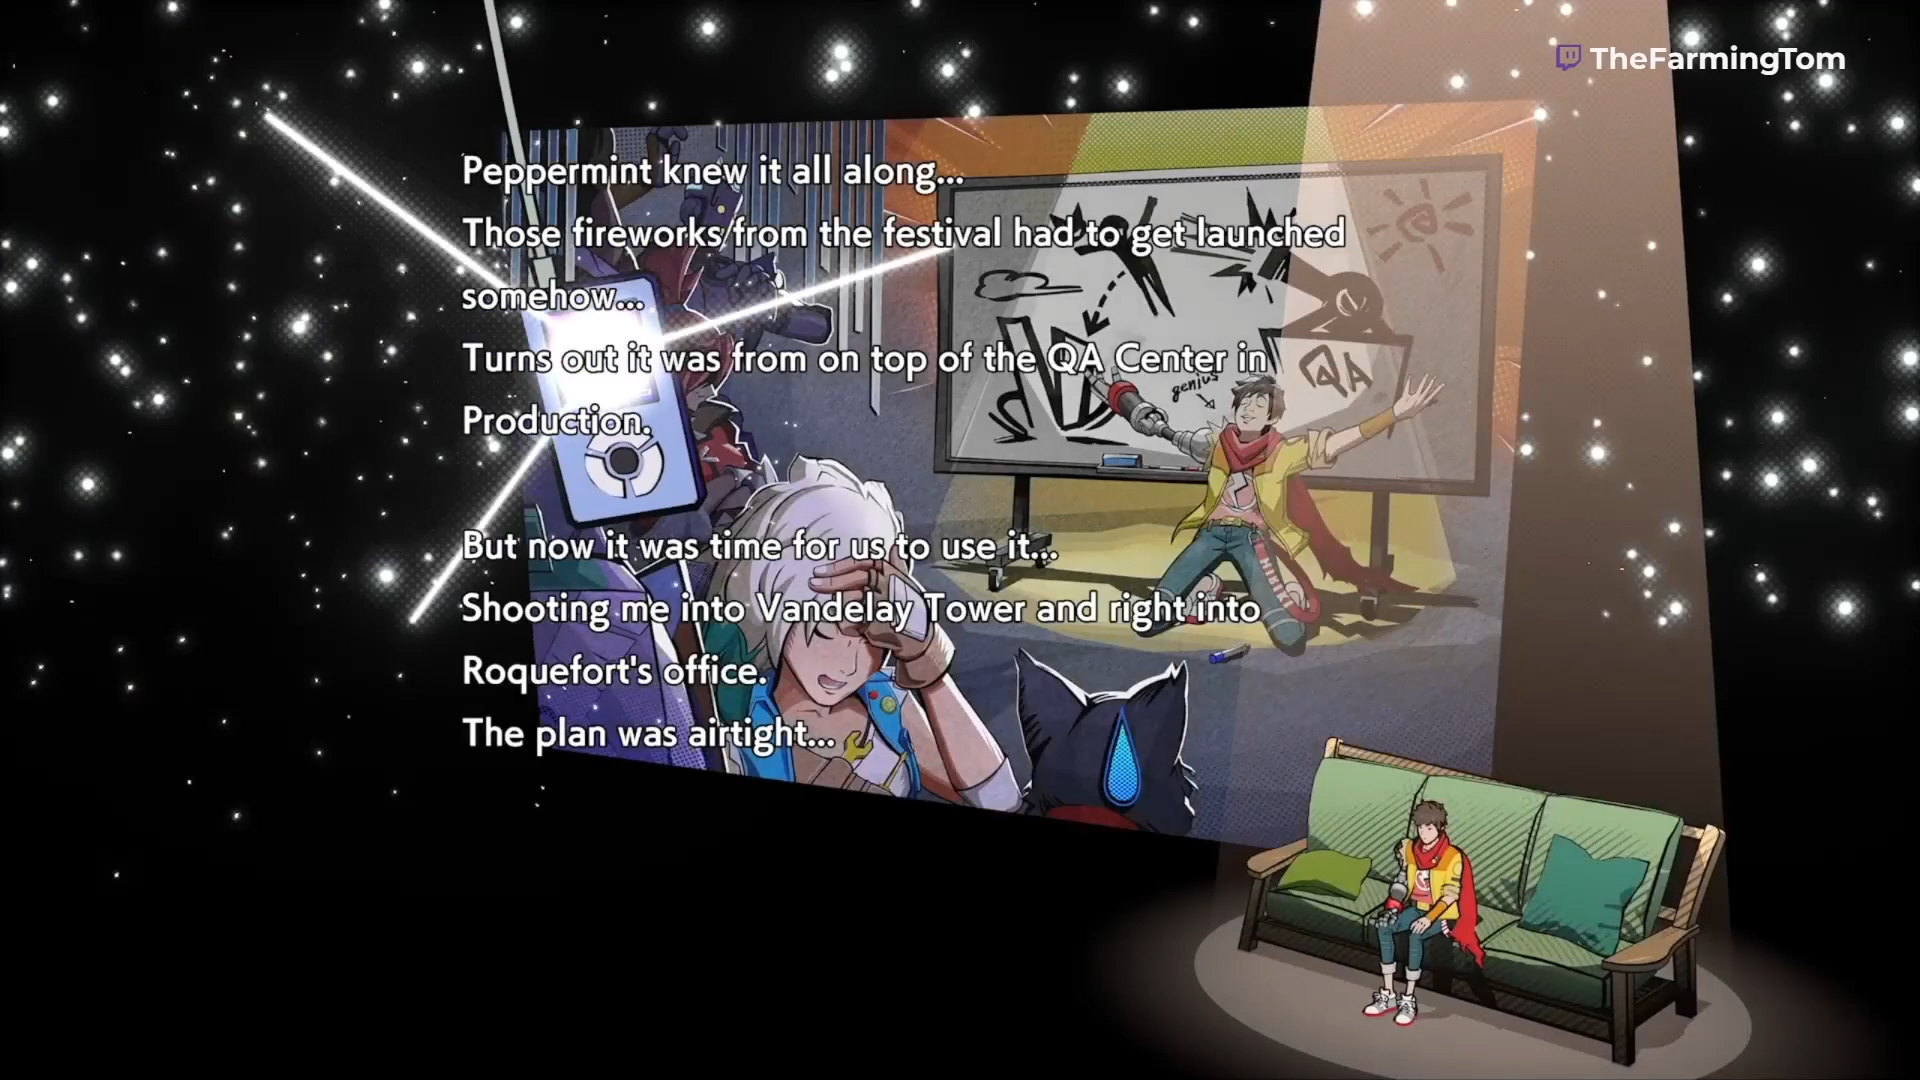 TheFarmingTom
Peppermint knew it all along...
Those fireworks from the festival had to get launched
somehow...
Turns out it was from on top of the QA Center in
Production.
genius
QA
But now it was time for us to use it...
Shooting me into Vandelay Tower and right into
Roquefort's office.
The plan was airtight...